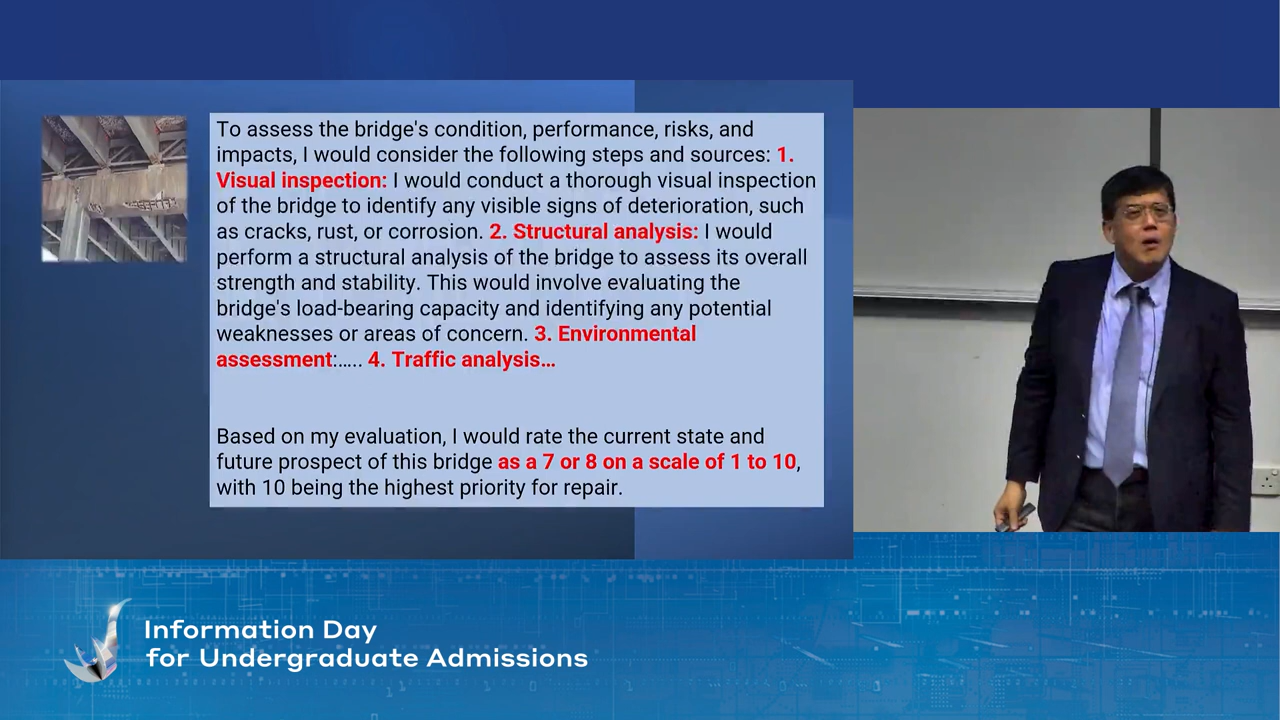 To assess the bridge's condition, performance, risks, and
impacts, I would consider the following steps and sources: 1.
Visual inspection: I would conduct a thorough visual inspection
of the bridge to identify any visible signs of deterioration, such
as cracks, rust, or corrosion. 2. Structural analysis: I would
perform a structural analysis of the bridge to assess its overall
strength and stability. This would involve evaluating the
bridge's load-bearing capacity and identifying any potential
weaknesses or areas of concern. 3. Environmental
assessment:….. 4. Traffic analysis…
Based on my evaluation, I would rate the current state and
future prospect of this bridge as a 7 or 8 on a scale of 1 to 10,
with 10 being the highest priority for repair.
Information Day
for Undergraduate Admissions